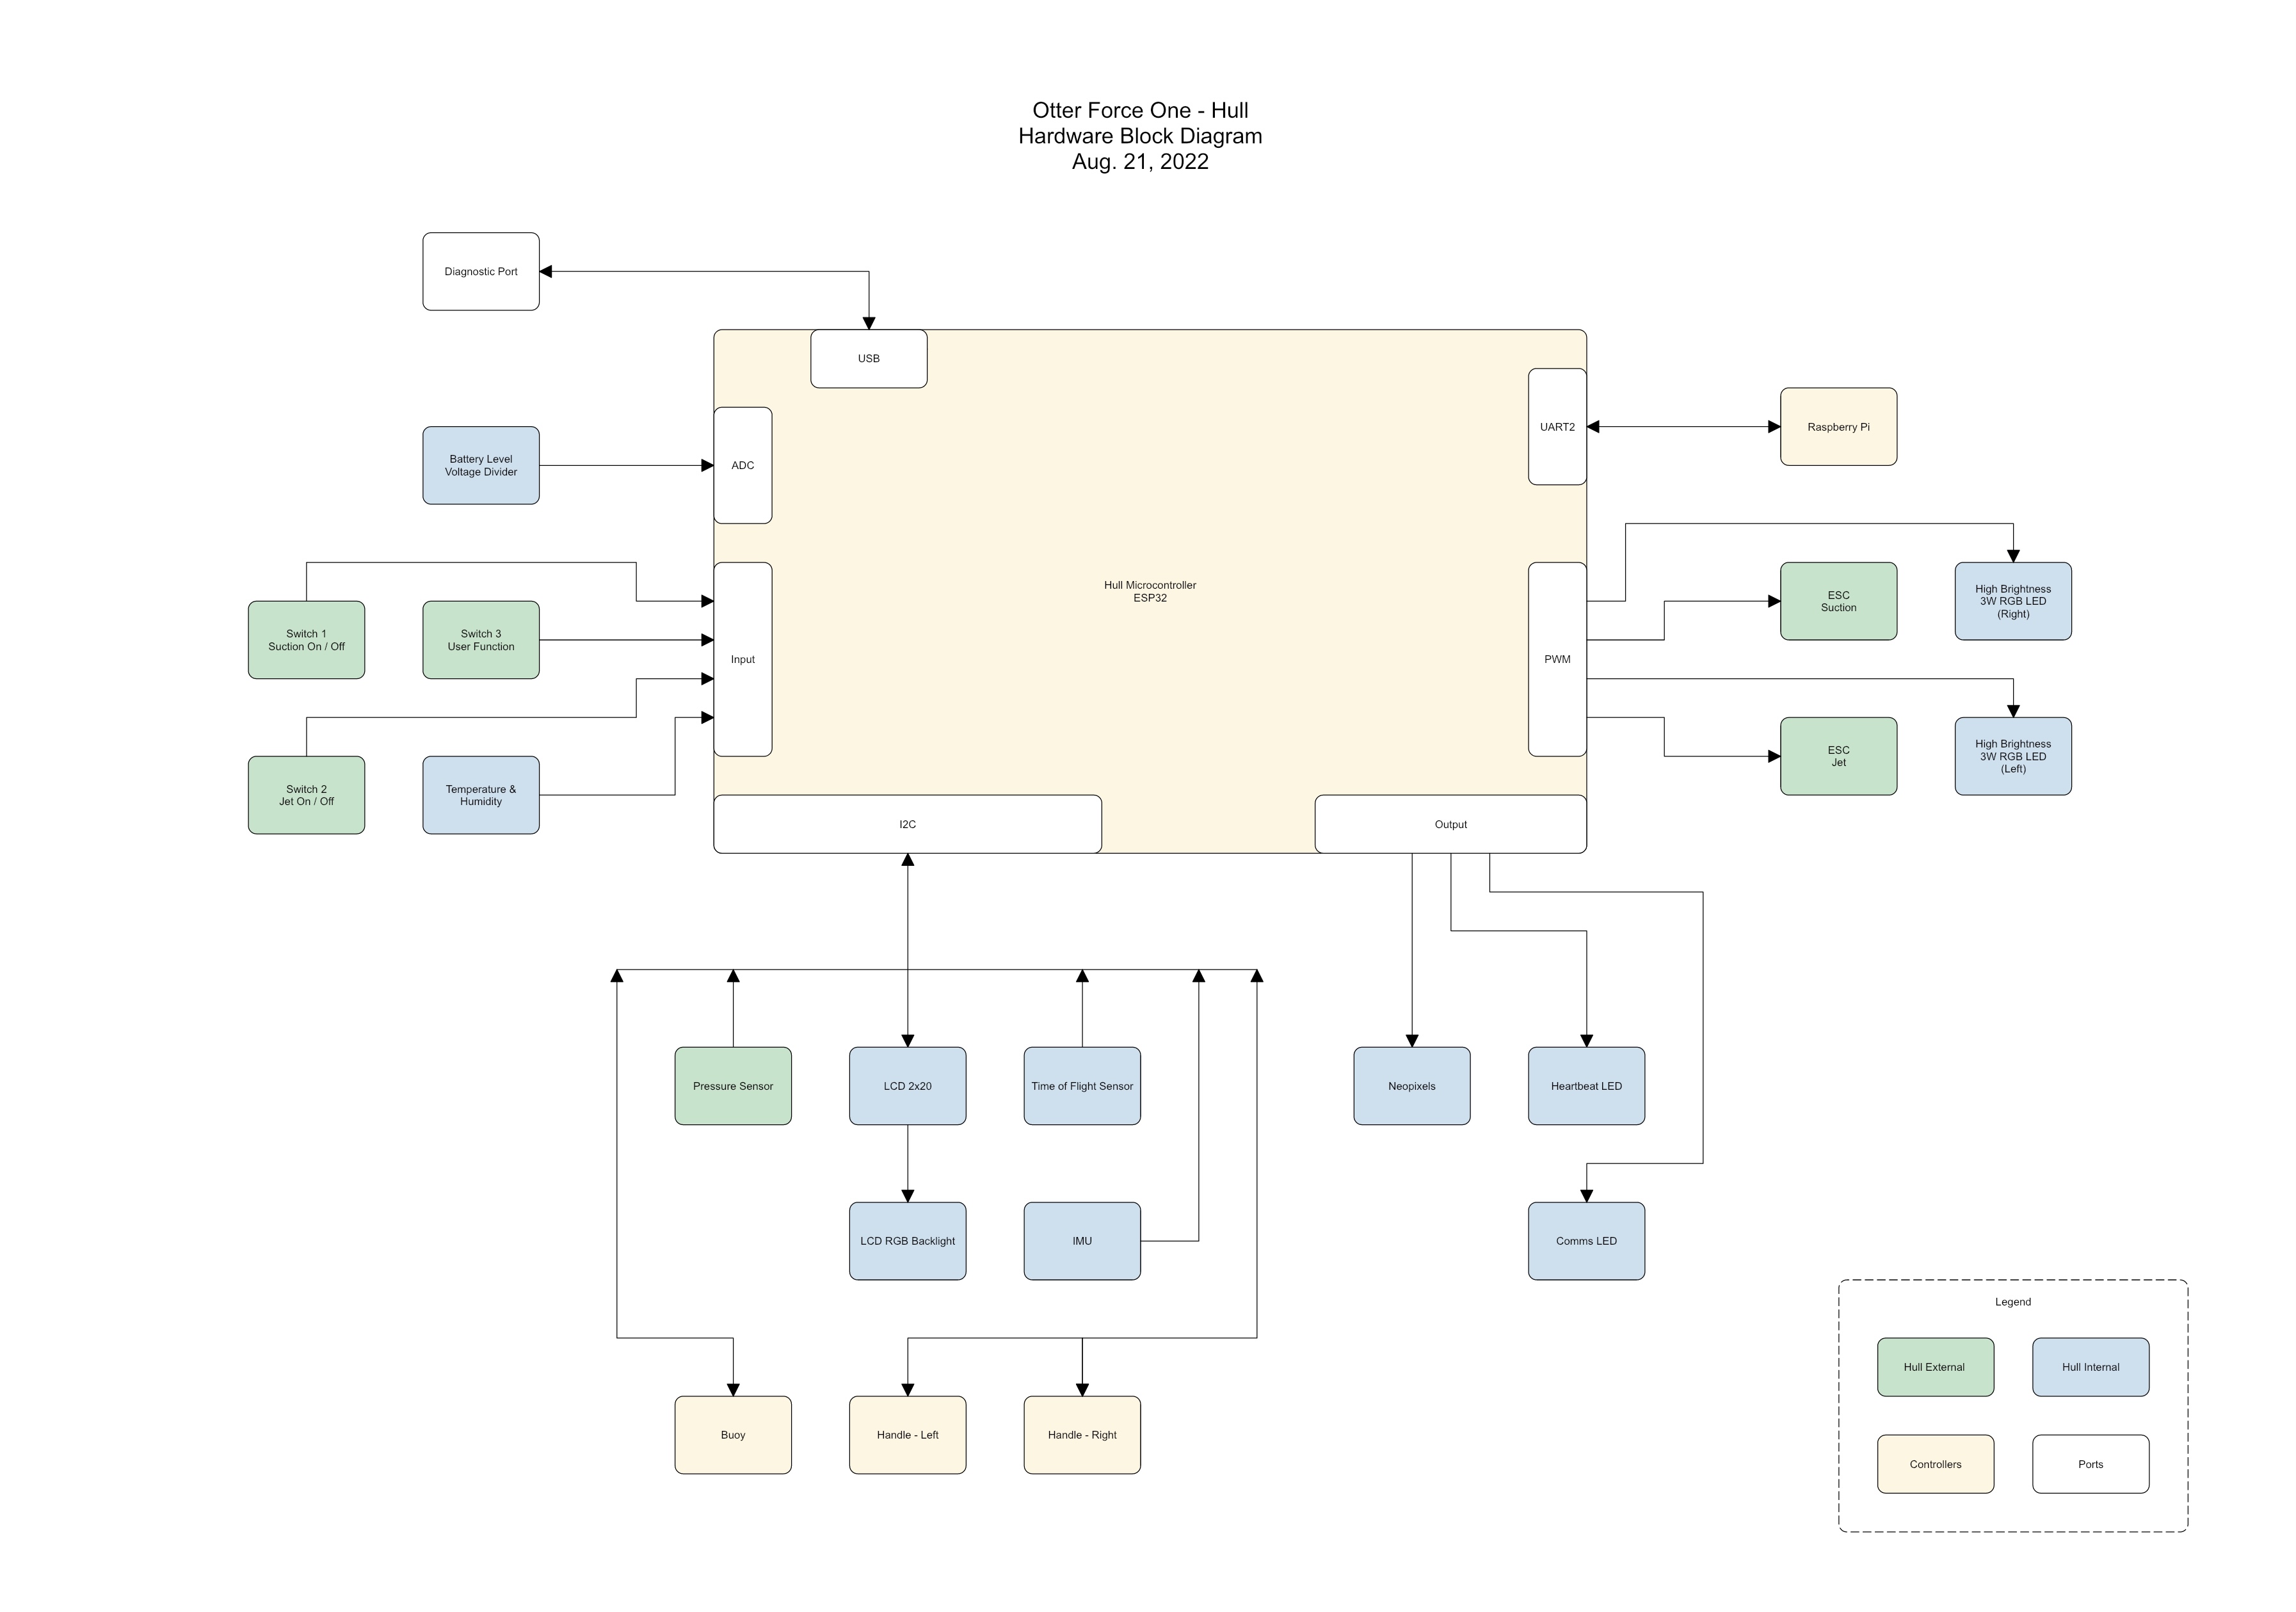 Otter Force One - Hull
Hardware Block Diagram
Aug. 21, 2022
Diagnostic Port
USB
Battery Level
Voltage Divider
ADC
UART2
Raspberry Pi
Switch 1
Suction On / Off
Switch 3
User Function
Input
Hull Microcontroller
ESP32
PWM
ESC
Suction
High Brightness
3W RGB LED
(Right)
Switch 2
Jet On / Off
Temperature &
Humidity
ESC
Jet
High Brightness
3W RGB LED
(Left)
I2C
Output
Pressure Sensor
LCD 2x20
Time of Flight Sensor
Neopixels
Heartbeat LED
LCD RGB Backlight
IMU
Comms LED
Buoy
Handle - Left
Handle - Right
Legend
Hull External
Hull Internal
Controllers
Ports